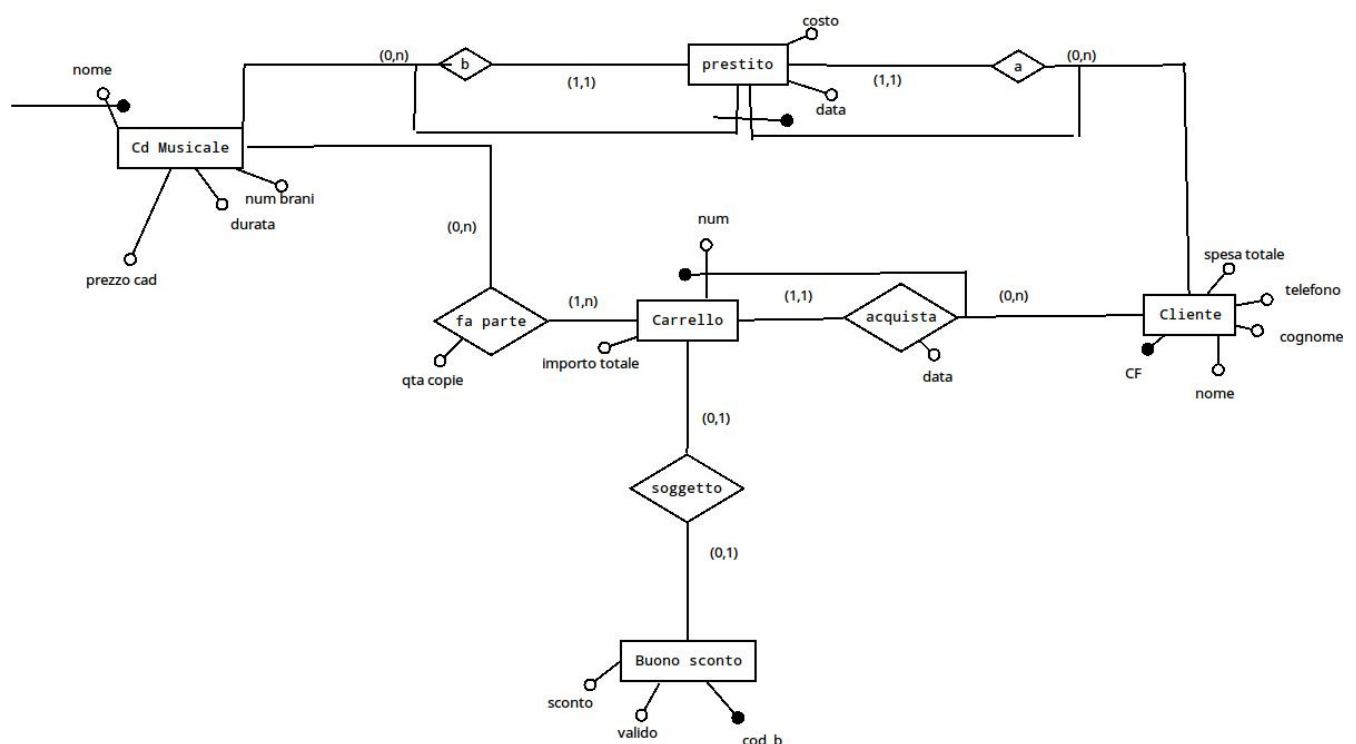 costo
(0,n)
b
(1,1)
prestito
(1,1)
a
(0,n)
nome
data
Cd Musicale
num brani
durata
prezzo cad
(0,n)
num
spesa totale
telefono
(1,n)
(1,1)
(0,n)
fa parte
Carrello
acquista
Cliente
cognome
importo totale
qta copie
data
CF
nome
(0,1)
soggetto
(0,1)
Buono sconto
sconto
valido
cod_b